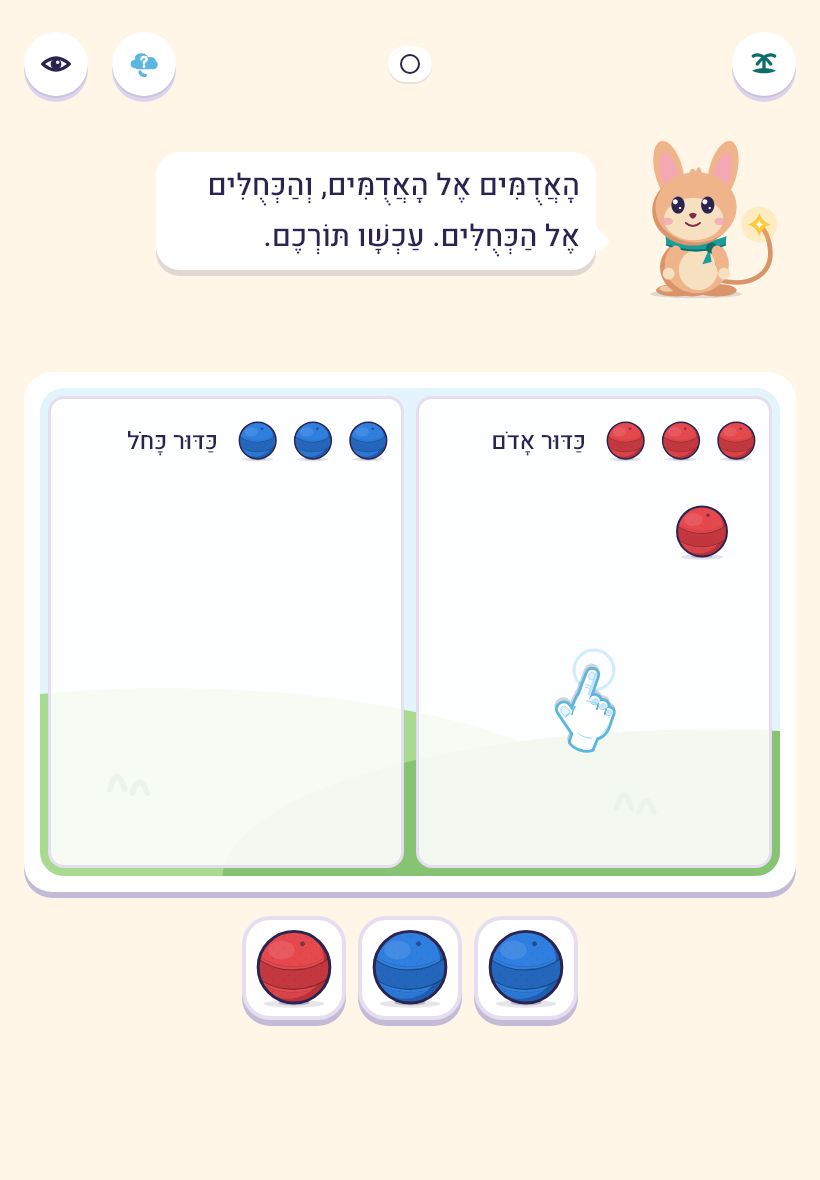 הָאֲדֻמִּים אֶל הָאֲדֻמִּים, וְהַכְּחֻלִּים
אֶל הַכְּחֻלִּים. עַכְשָׁו תּוֹרְכֶם.
כַּדּוּר אָדֹם
כַּדּוּר כָּחֹל